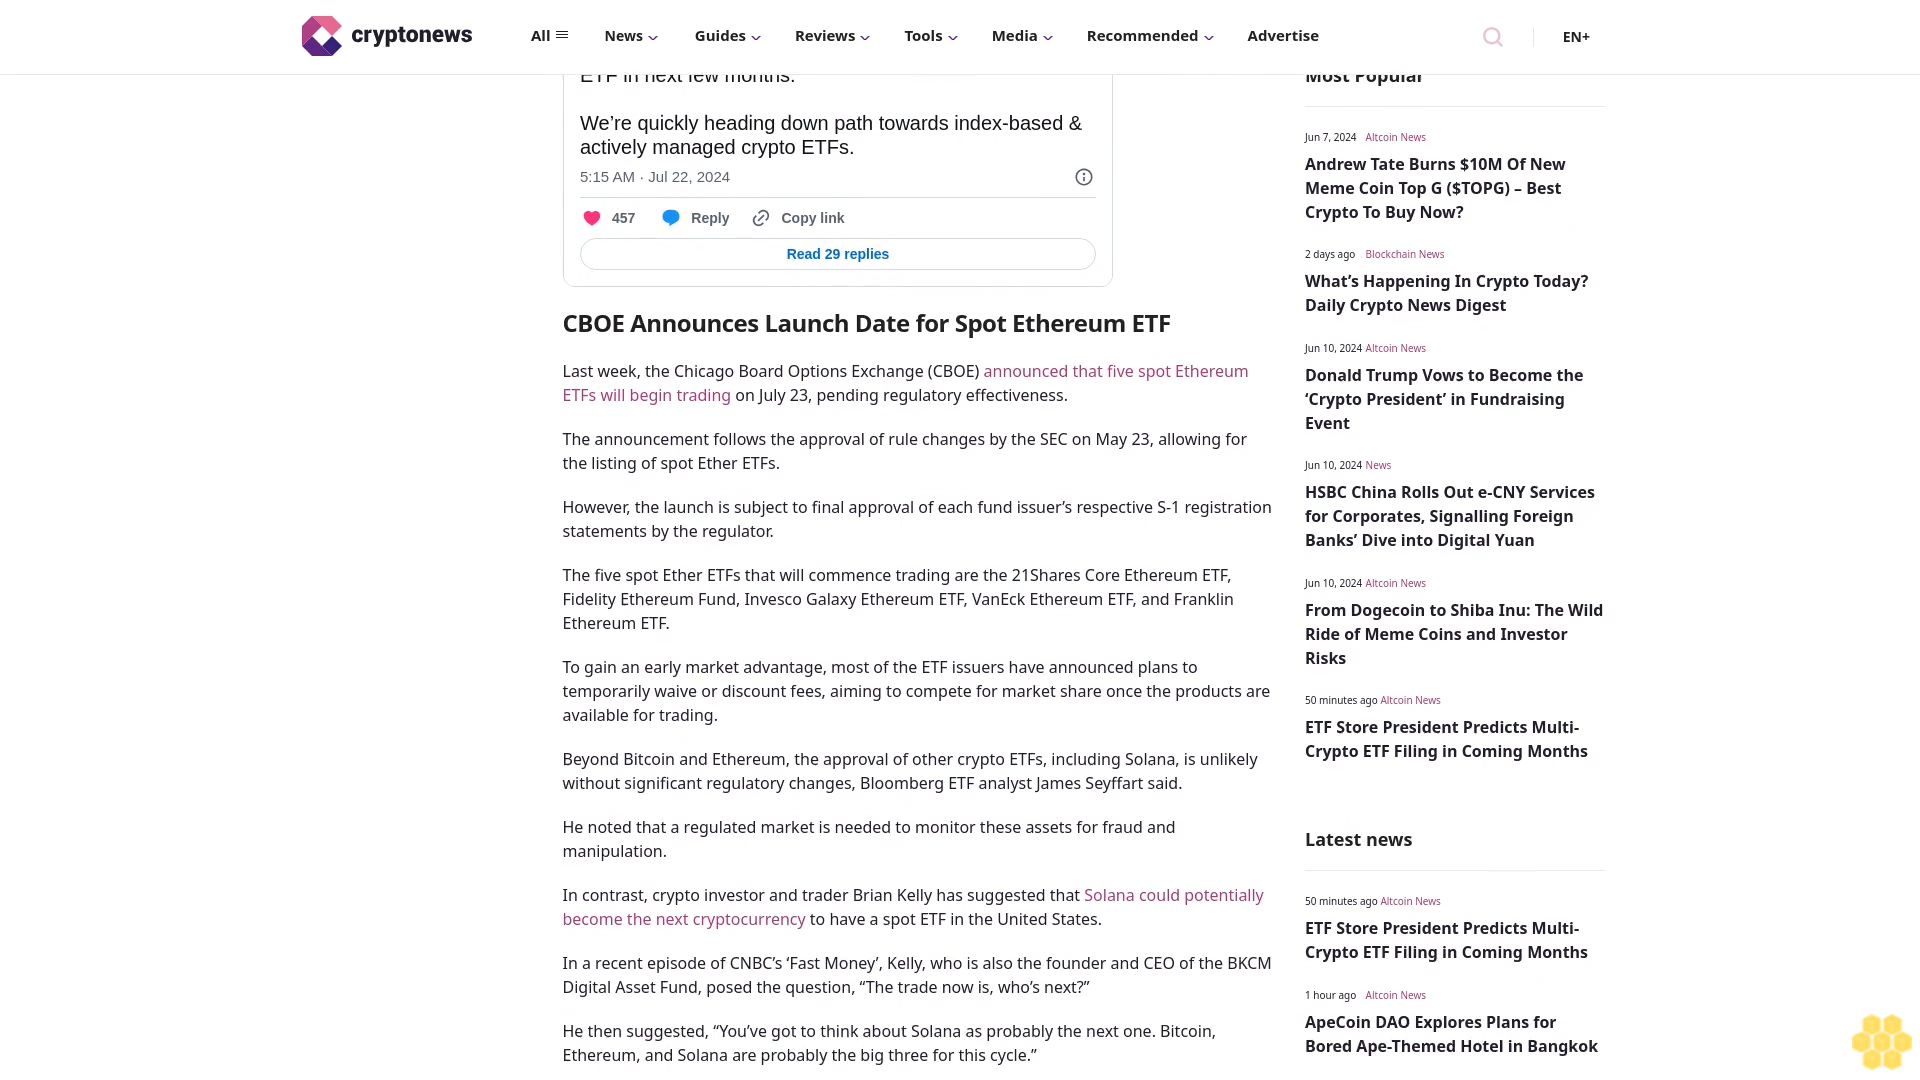 cryptonews
All
News
Guides
Reviews
Tools
Media
Recommended
Advertise
EN+
ETF in next few months.
We’re quickly heading down path towards index-based &
actively managed crypto ETFs.
5:15 AM · Jul 22, 2024
457
Reply
Copy link
Read 29 replies
CBOE Announces Launch Date for Spot Ethereum ETF
Last week, the Chicago Board Options Exchange (CBOE) announced that five spot Ethereum
ETFs will begin trading on July 23, pending regulatory effectiveness.
The announcement follows the approval of rule changes by the SEC on May 23, allowing for
the listing of spot Ether ETFs.
However, the launch is subject to final approval of each fund issuer’s respective S-1 registration
statements by the regulator.
The five spot Ether ETFs that will commence trading are the 21Shares Core Ethereum ETF,
Fidelity Ethereum Fund, Invesco Galaxy Ethereum ETF, VanEck Ethereum ETF, and Franklin
Ethereum ETF.
To gain an early market advantage, most of the ETF issuers have announced plans to
temporarily waive or discount fees, aiming to compete for market share once the products are
available for trading.
Beyond Bitcoin and Ethereum, the approval of other crypto ETFs, including Solana, is unlikely
without significant regulatory changes, Bloomberg ETF analyst James Seyffart said.
He noted that a regulated market is needed to monitor these assets for fraud and
manipulation.
In contrast, crypto investor and trader Brian Kelly has suggested that Solana could potentially
become the next cryptocurrency to have a spot ETF in the United States.
In a recent episode of CNBC’s ‘Fast Money’, Kelly, who is also the founder and CEO of the BKCM
Digital Asset Fund, posed the question, “The trade now is, who’s next?”
He then suggested, “You’ve got to think about Solana as probably the next one. Bitcoin,
Ethereum, and Solana are probably the big three for this cycle.”
Most Popular
Jun 7, 2024 Altcoin News
Andrew Tate Burns $10M Of New
Meme Coin Top G ($TOPG) – Best
Crypto To Buy Now?
2 days ago Blockchain News
What’s Happening In Crypto Today?
Daily Crypto News Digest
Jun 10, 2024 Altcoin News
Donald Trump Vows to Become the
‘Crypto President’ in Fundraising
Event
Jun 10, 2024 News
HSBC China Rolls Out e-CNY Services
for Corporates, Signalling Foreign
Banks’ Dive into Digital Yuan
Jun 10, 2024 Altcoin News
From Dogecoin to Shiba Inu: The Wild
Ride of Meme Coins and Investor
Risks
50 minutes ago Altcoin News
ETF Store President Predicts Multi-
Crypto ETF Filing in Coming Months
Latest news
50 minutes ago Altcoin News
ETF Store President Predicts Multi-
Crypto ETF Filing in Coming Months
1 hour ago Altcoin News
ApeCoin DAO Explores Plans for
Bored Ape-Themed Hotel in Bangkok